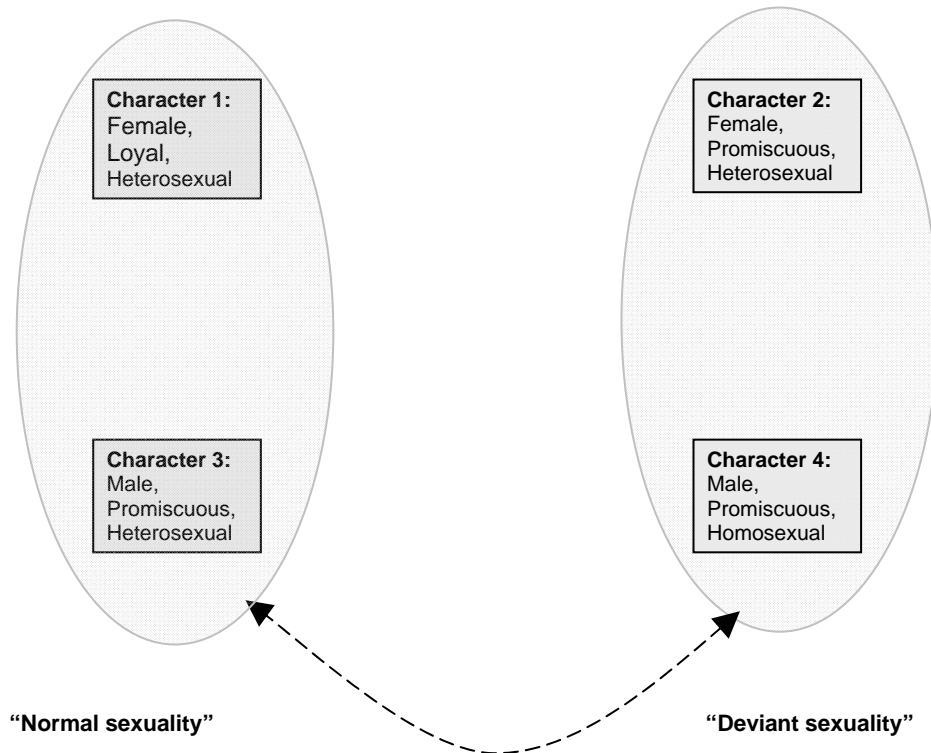 Character 1:
Female,
Loyal,
Heterosexual
Character 2:
Female,
Promiscuous,
Heterosexual
Character 3:
Male,
Promiscuous,
Heterosexual
Character 4:
Male,
Promiscuous,
Homosexual
“Normal sexuality”
“Deviant sexuality”